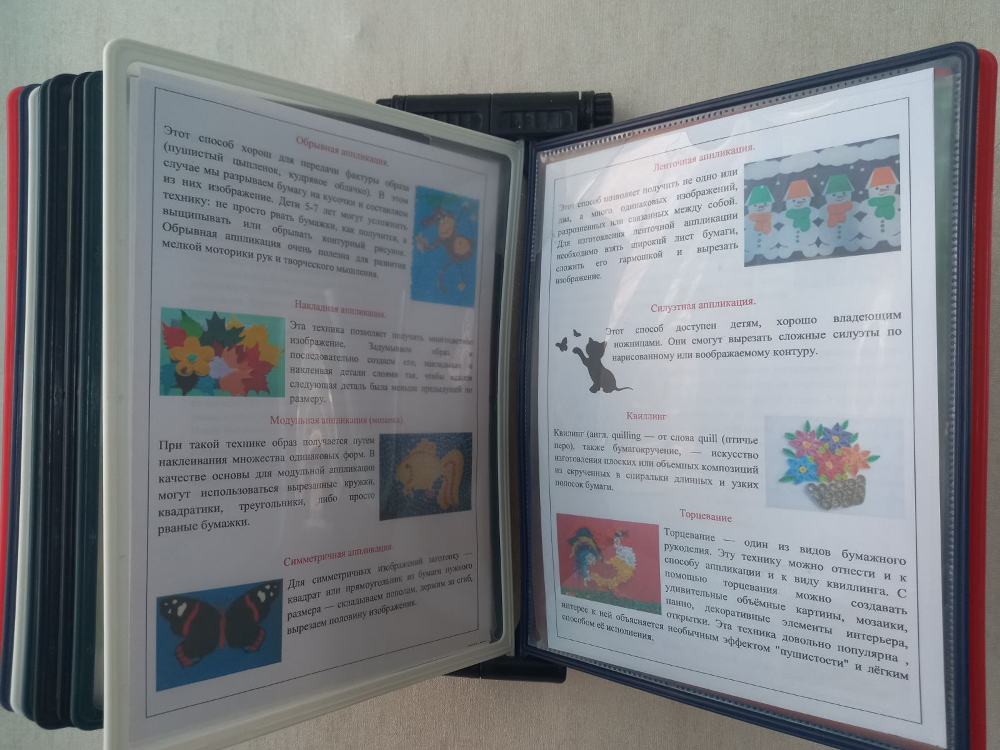 Обрывная аппликация.
Этот способ хорош для передачи фактуры образа
(пушистый цыпленок, кудрявое облачко). В этом
случае мы разрываем бумагу на кусочки и составляем
из них изображение. Дети 5-7 лет могут усложнить
технику: не просто рвать бумажки, как получится, а
выщипывать или обрывать контурный рисунок.
Обрывная аппликация очень полезна для развития
мелкой моторики рук и творческого мышления.
Накладная аппликация.
Эта техника позволяет получить многоцветное
изображение. Задумываем образ и
последовательно создаем его, накладывая и
наклеивая детали слоями так, чтобы каждая
следующая деталь была меньше предыдущей по
размеру.
Модульная аппликация (мозаика).
При такой технике образ получается путем
наклеивания множества одинаковых форм. В
качестве основы для модульной аппликации
могут использоваться вырезанные кружки,
квадратики, треугольники, либо просто
рваные бумажки.
Симметричная аппликация.
Для симметричных изображений заготовку —
квадрат или прямоугольник из бумаги нужного
размера — складываем пополам, держим за сгиб,
вырезаем половину изображения.
Ленточная аппликация.
Этот способ позволяет получить не одно или
два, а много одинаковых изображений,
разрозненных или связанных между собой.
Для изготовления ленточной аппликации
необходимо взять широкий лист бумаги,
сложить его гармошкой и вырезать
изображение.
Силуэтная аппликация.
Этот способ доступен детям, хорошо владеющим
ножницами. Они смогут вырезать сложные силуэты по
нарисованному или воображаемому контуру.
Квиллинг
Квилинг (англ. quilling — от слова quill (птичье
перо), также бумагокручение, — искусство
изготовления плоских или объемных композиций
из скрученных в спиральки длинных и узких
полосок бумаги.
Торцевание
Торцевание — один из видов бумажного
рукоделия. Эту технику можно отнести и к
способу аппликации и к виду квиллинга. С
помощью торцевания можно создавать
удивительные объёмные картины, мозаики,
панно, декоративные элементы интерьера,
открытки. Эта техника довольно популярна ,
интерес к ней объясняется необычным эффектом "пушистости" и лёгким
способом её исполнения.